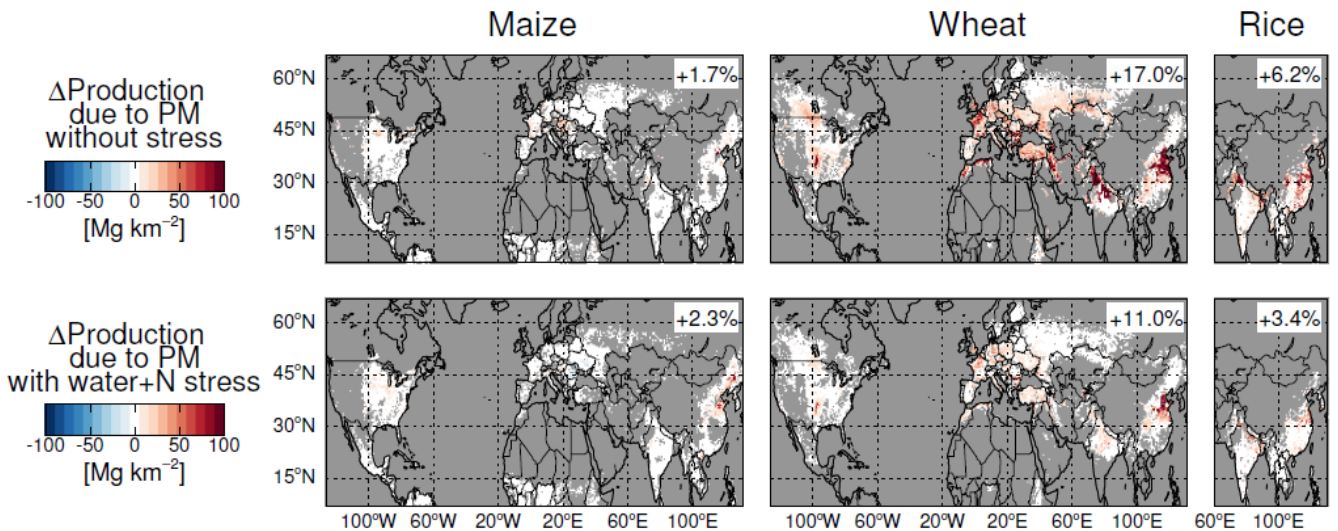 Maize Wheat Rice
ΔProduction
due to PM
without stress
-100 -50 0 50 100
[Mg km⁻²]
60°N
45°N
30°N
15°N
+1.7%
+17.0%
+6.2%
ΔProduction
due to PM
with water+N stress
-100 -50 0 50 100
[Mg km⁻²]
60°N
45°N
30°N
15°N
+2.3%
+11.0%
+3.4%
100°W 60°W 20°W 20°E 60°E 100°E 100°W 60°W 20°W 20°E 60°E 100°E 60°E 100°E